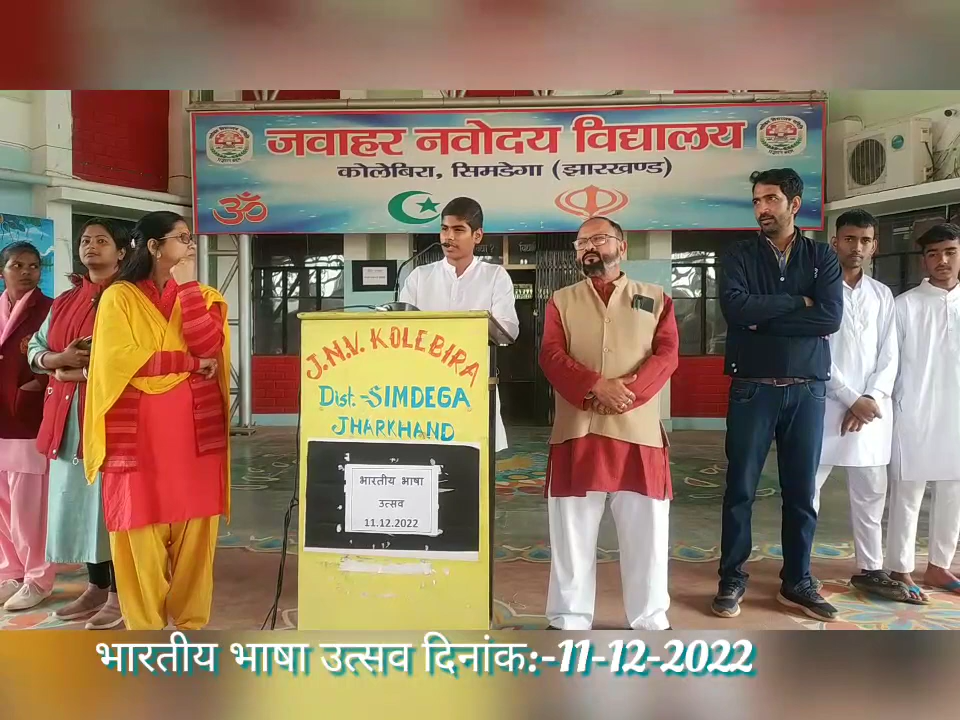 जवाहर नवोदय विद्यालय
कोलेबिरा, सिमडेगा (झारखण्ड)
J.N.V. KOLEBIRA
Dist.-SIMDEGA
JHARKHAND
भारतीय भाषा
उत्सव
11.12.2022
भारतीय भाषा उत्सव दिनांक:-11-12-2022